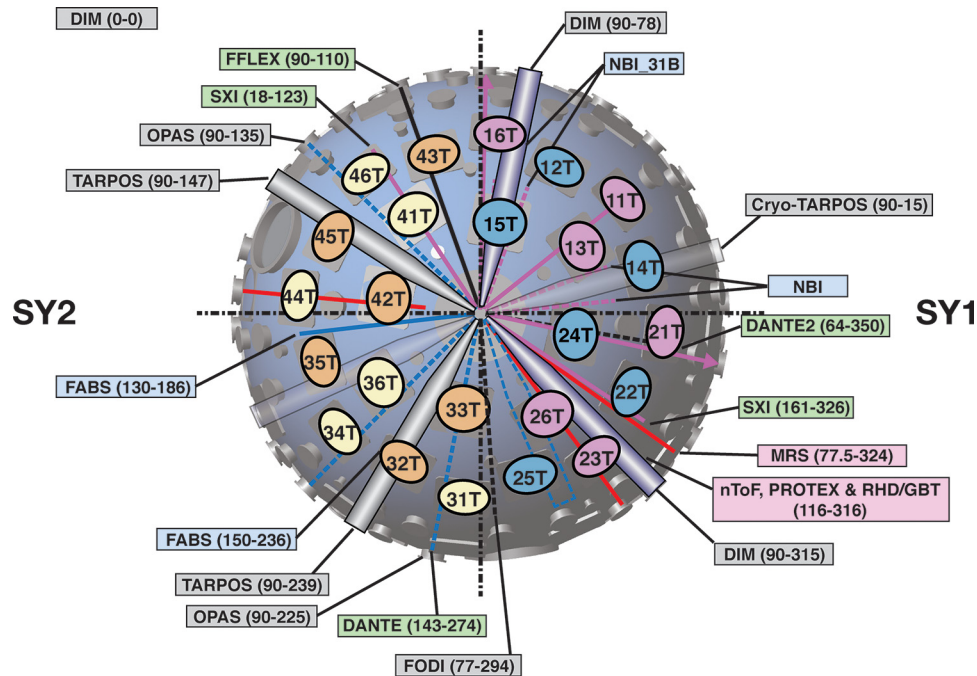 DIM (0-0)
DIM (90-78)
FFLEX (90-110)
NBI_31B
SXI (18-123)
OPAS (90-135)
TARPOS (90-147)
16T
43T
12T
46T
11T
Cryo-TARPOS (90-15)
41T
15T
45T
13T
14T
NBI
44T
42T
SY2
SY1
24T
21T
DANTE2 (64-350)
35T
FABS (130-186)
36T
22T
SXI (161-326)
33T
26T
34T
MRS (77.5-324)
32T
23T
25T
31T
nToF, PROTEX & RHD/GBT
(116-316)
FABS (150-236)
DIM (90-315)
TARPOS (90-239)
OPAS (90-225)
DANTE (143-274)
FODI (77-294)